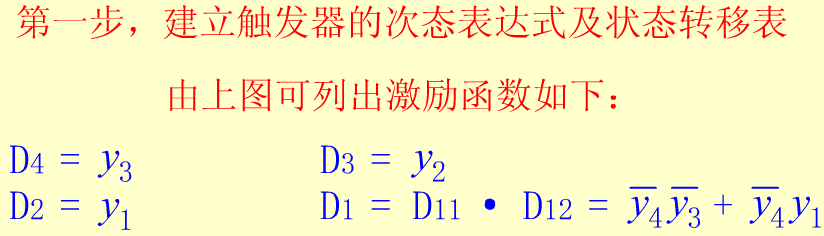 第一步，建立触发器的次态表达式及状态转移表
由上图可列出激励函数如下：
D4 = y₃ D3 = y₂
D2 = y₁ D1 = D11 • D12 = y̅₄y̅₃ + y̅₄y₁